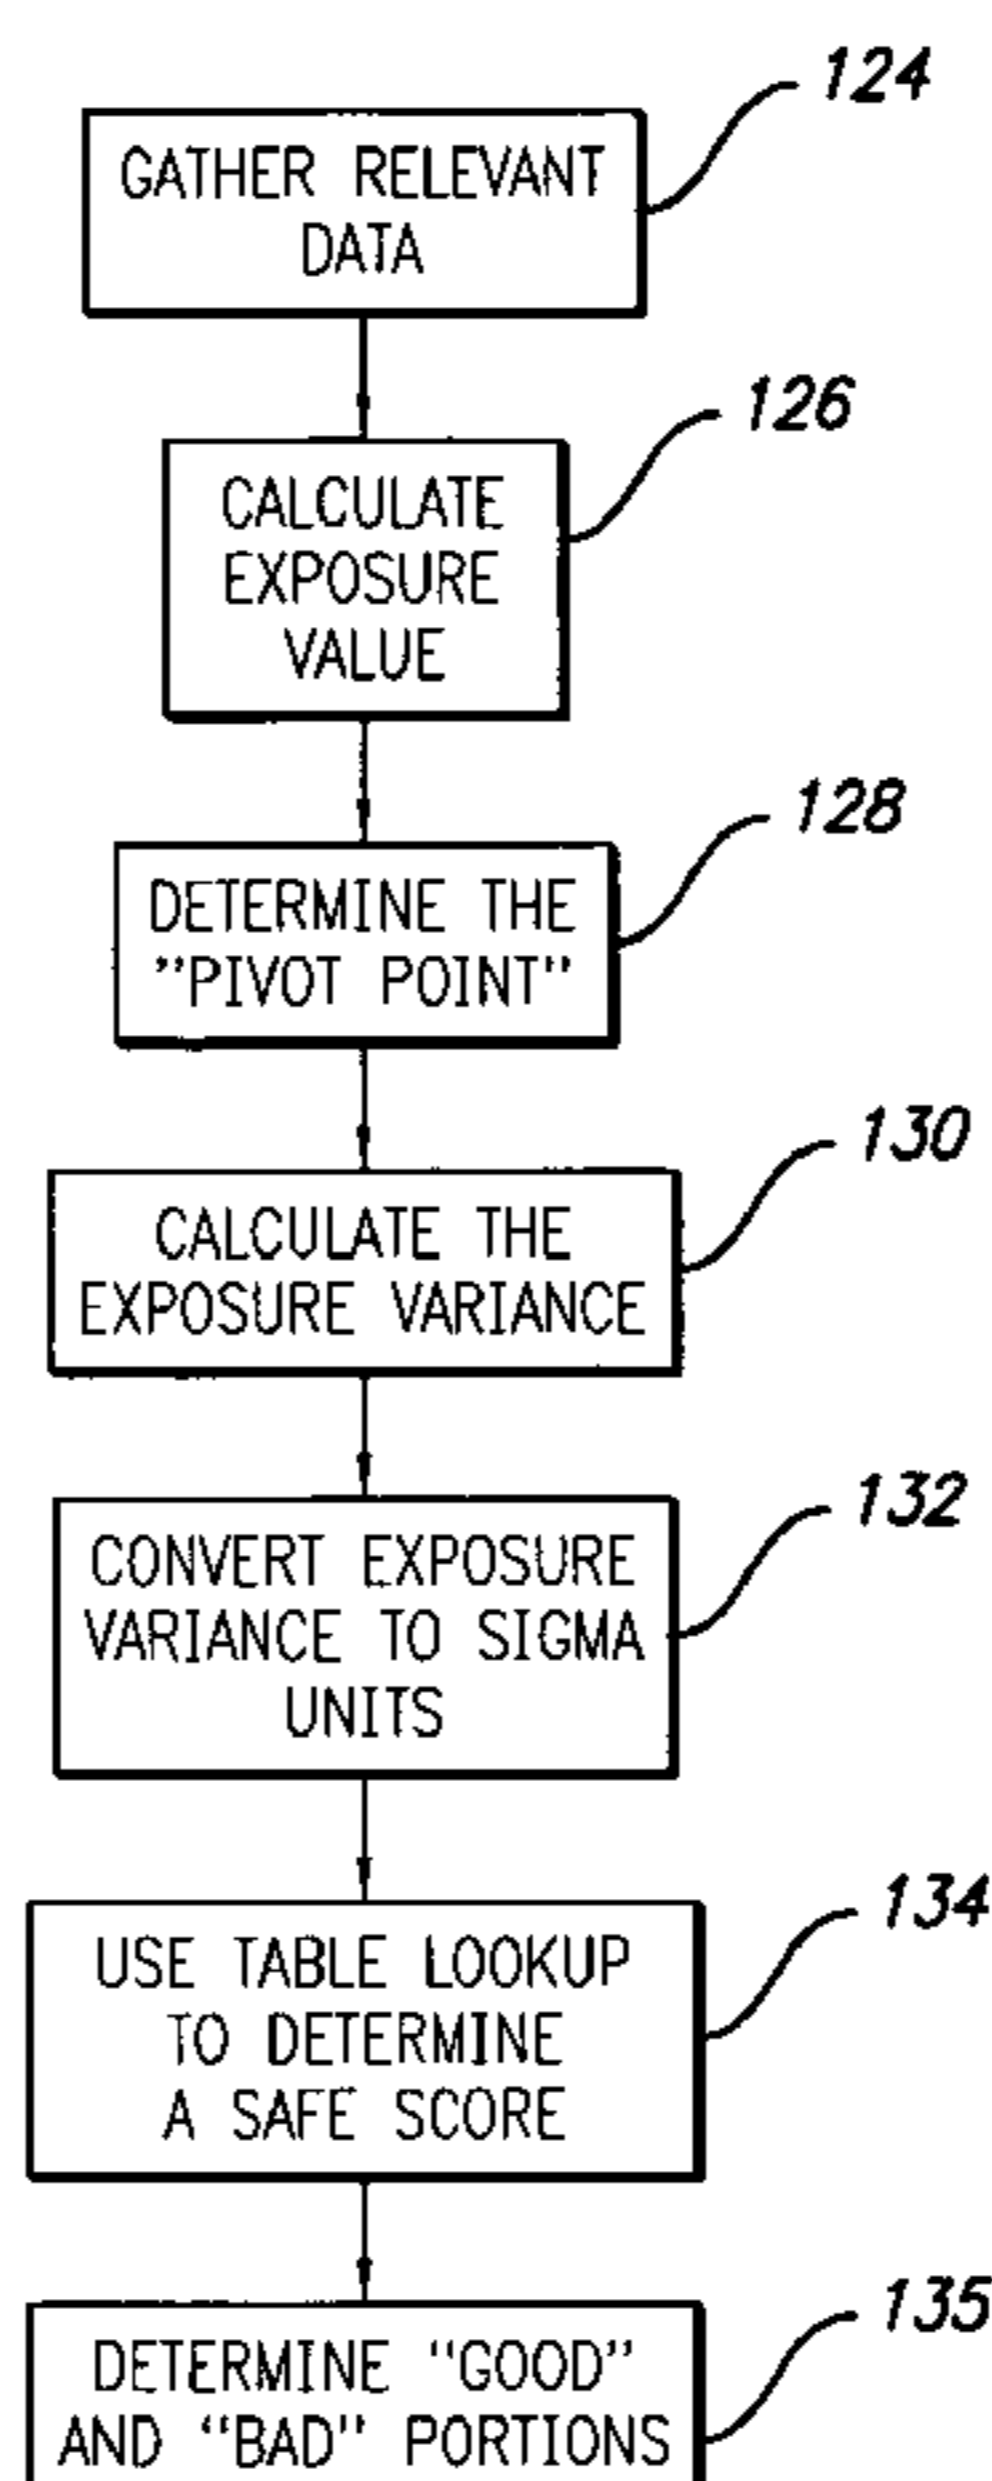 124
GATHER RELEVANT
DATA
126
CALCULATE
EXPOSURE
VALUE
128
DETERMINE THE
"PIVOT POINT"
130
CALCULATE THE
EXPOSURE VARIANCE
132
CONVERT EXPOSURE
VARIANCE TO SIGMA
UNITS
134
USE TABLE LOOKUP
TO DETERMINE
A SAFE SCORE
135
DETERMINE "GOOD"
AND "BAD" PORTIONS